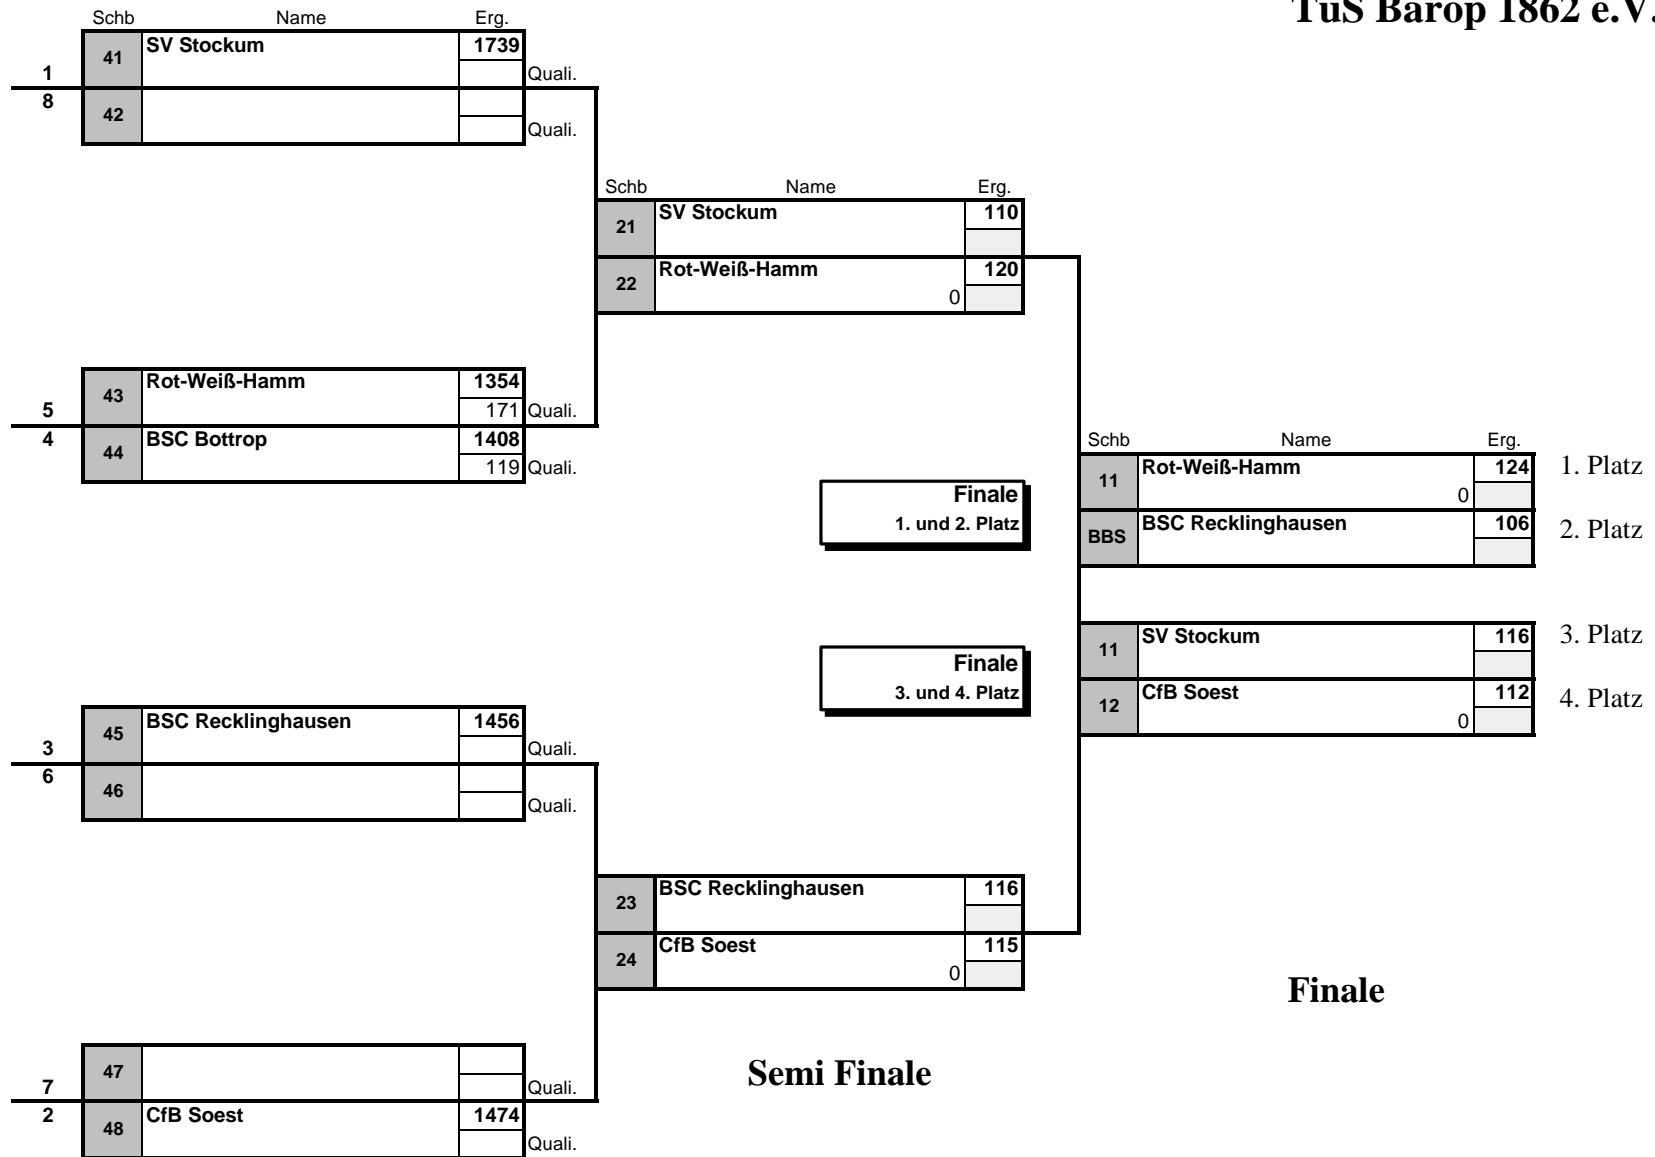 TuS Barop 1862 e.V.
Schb Name Erg.
41 SV Stockum 1739
1 Quali.
8
42
Quali.
Schb Name Erg.
21 SV Stockum 110
22 Rot-Weiß-Hamm 120
0
43 Rot-Weiß-Hamm 1354
5 171 Quali.
4 44 BSC Bottrop 1408
119 Quali.
Schb Name Erg.
11 Rot-Weiß-Hamm 124 1. Platz
0
Finale
1. und 2. Platz
BBS BSC Recklinghausen 106 2. Platz
11 SV Stockum 116 3. Platz
Finale
3. und 4. Platz
12 CfB Soest 112 4. Platz
0
45 BSC Recklinghausen 1456
3 Quali.
6
46
Quali.
23 BSC Recklinghausen 116
24 CfB Soest 115
0
Finale
47
Semi Finale
7 Quali.
2 48 CfB Soest 1474
Quali.